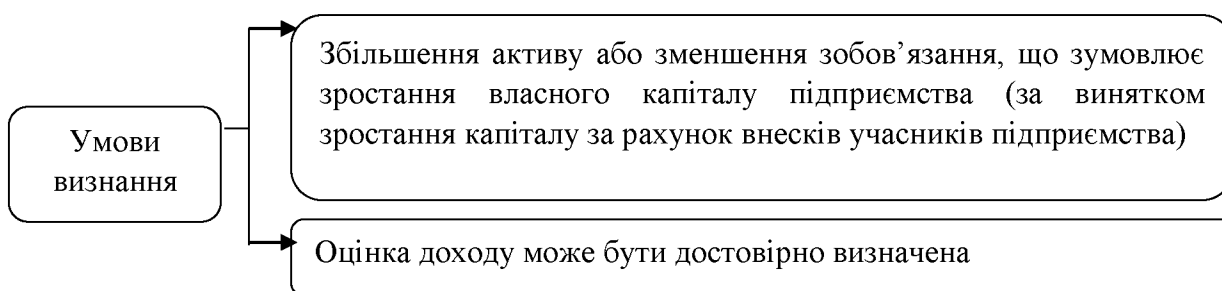 Умови
визнання
Збільшення активу або зменшення зобов’язання, що зумовлює
зростання власного капіталу підприємства (за винятком
зростання капіталу за рахунок внесків учасників підприємства)
Оцінка доходу може бути достовірно визначена